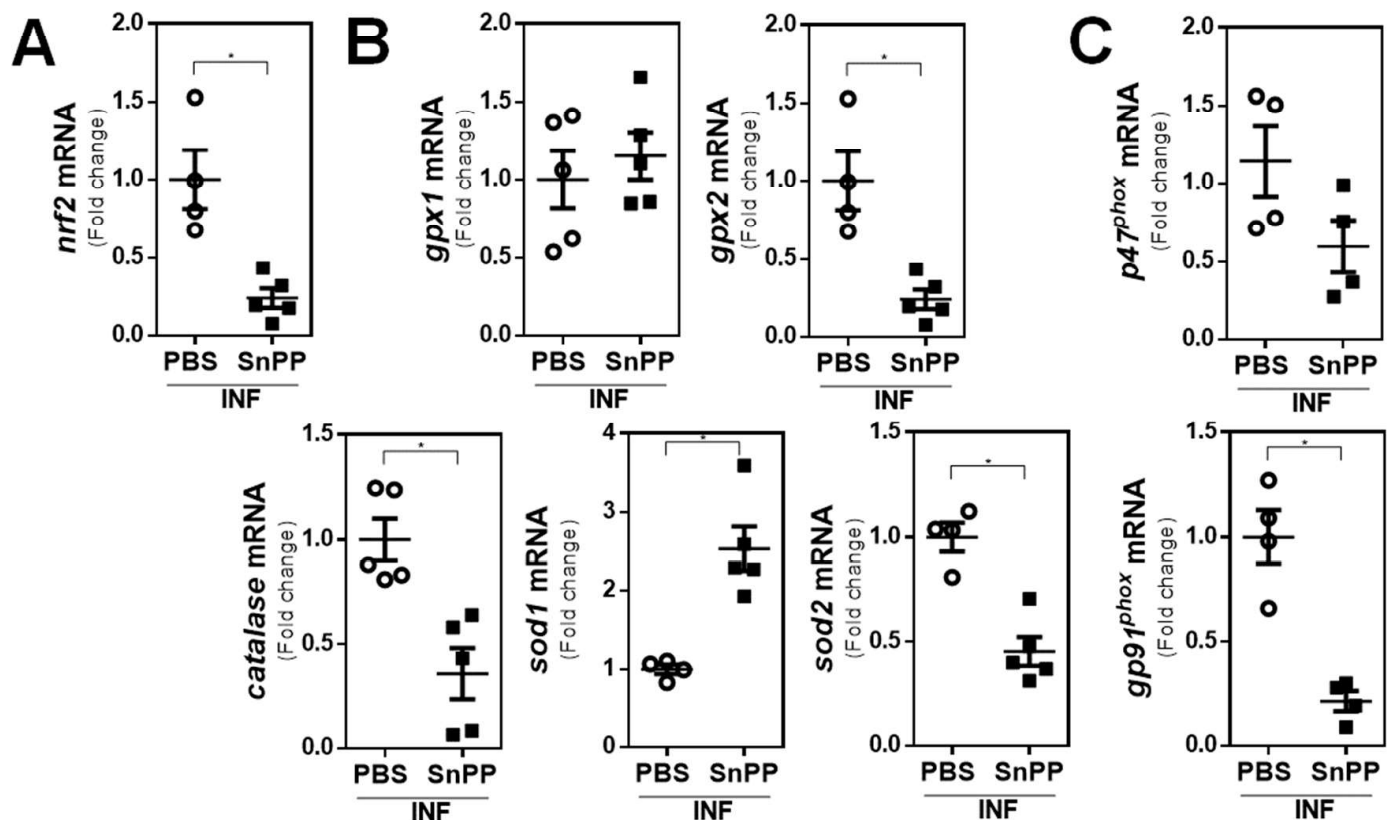 A
nrf2 mRNA
(Fold change)
2.0
1.5
1.0
0.5
0.0
*
PBS SnPP
INF
B
gpx1 mRNA
(Fold change)
2.0
1.5
1.0
0.5
0.0
PBS SnPP
INF
gpx2 mRNA
(Fold change)
2.0
1.5
1.0
0.5
0.0
*
PBS SnPP
INF
C
p47phox mRNA
(Fold change)
2.0
1.5
1.0
0.5
0.0
PBS SnPP
INF
catalase mRNA
(Fold change)
1.5
1.0
0.5
0.0
*
PBS SnPP
INF
sod1 mRNA
(Fold change)
4
3
2
1
0
*
PBS SnPP
INF
sod2 mRNA
(Fold change)
1.5
1.0
0.5
0.0
*
PBS SnPP
INF
gp91phox mRNA
(Fold change)
1.5
1.0
0.5
0.0
*
PBS SnPP
INF